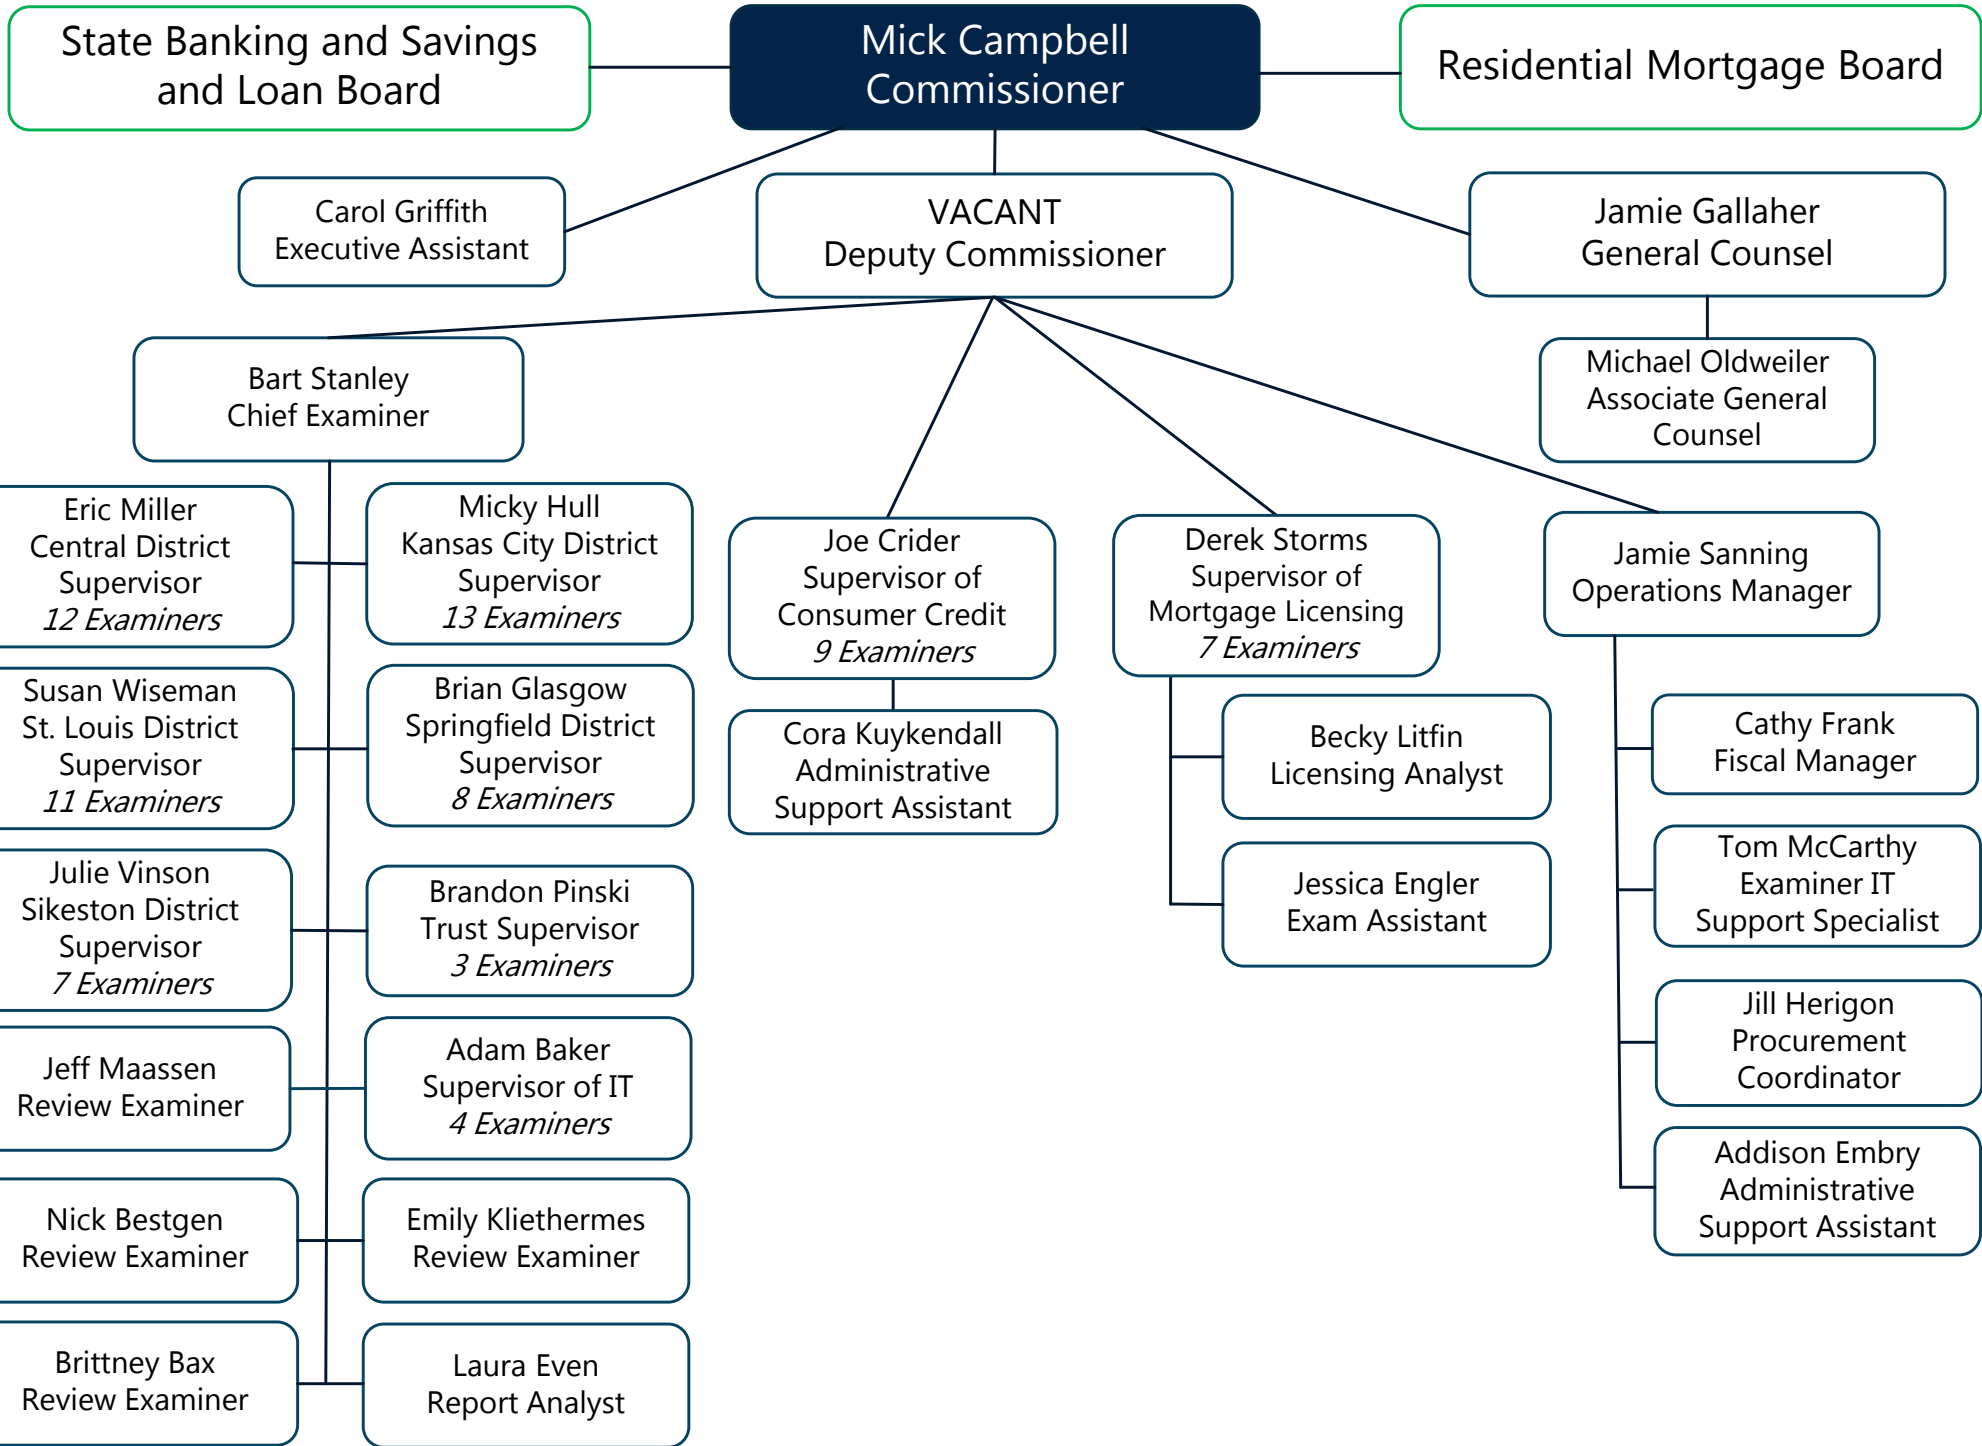 State Banking and Savings
and Loan Board
Mick Campbell
Commissioner
Residential Mortgage Board
Carol Griffith
Executive Assistant
VACANT
Deputy Commissioner
Jamie Gallaher
General Counsel
Michael Oldweiler
Associate General
Counsel
Bart Stanley
Chief Examiner
Eric Miller
Central District
Supervisor
12 Examiners
Micky Hull
Kansas City District
Supervisor
13 Examiners
Susan Wiseman
St. Louis District
Supervisor
11 Examiners
Brian Glasgow
Springfield District
Supervisor
8 Examiners
Julie Vinson
Sikeston District
Supervisor
7 Examiners
Brandon Pinski
Trust Supervisor
3 Examiners
Jeff Maassen
Review Examiner
Adam Baker
Supervisor of IT
4 Examiners
Nick Bestgen
Review Examiner
Emily Kliethermes
Review Examiner
Brittney Bax
Review Examiner
Laura Even
Report Analyst
Joe Crider
Supervisor of
Consumer Credit
9 Examiners
Cora Kuykendall
Administrative
Support Assistant
Derek Storms
Supervisor of
Mortgage Licensing
7 Examiners
Becky Litfin
Licensing Analyst
Jessica Engler
Exam Assistant
Jamie Sanning
Operations Manager
Cathy Frank
Fiscal Manager
Tom McCarthy
Examiner IT
Support Specialist
Jill Herigon
Procurement
Coordinator
Addison Embry
Administrative
Support Assistant